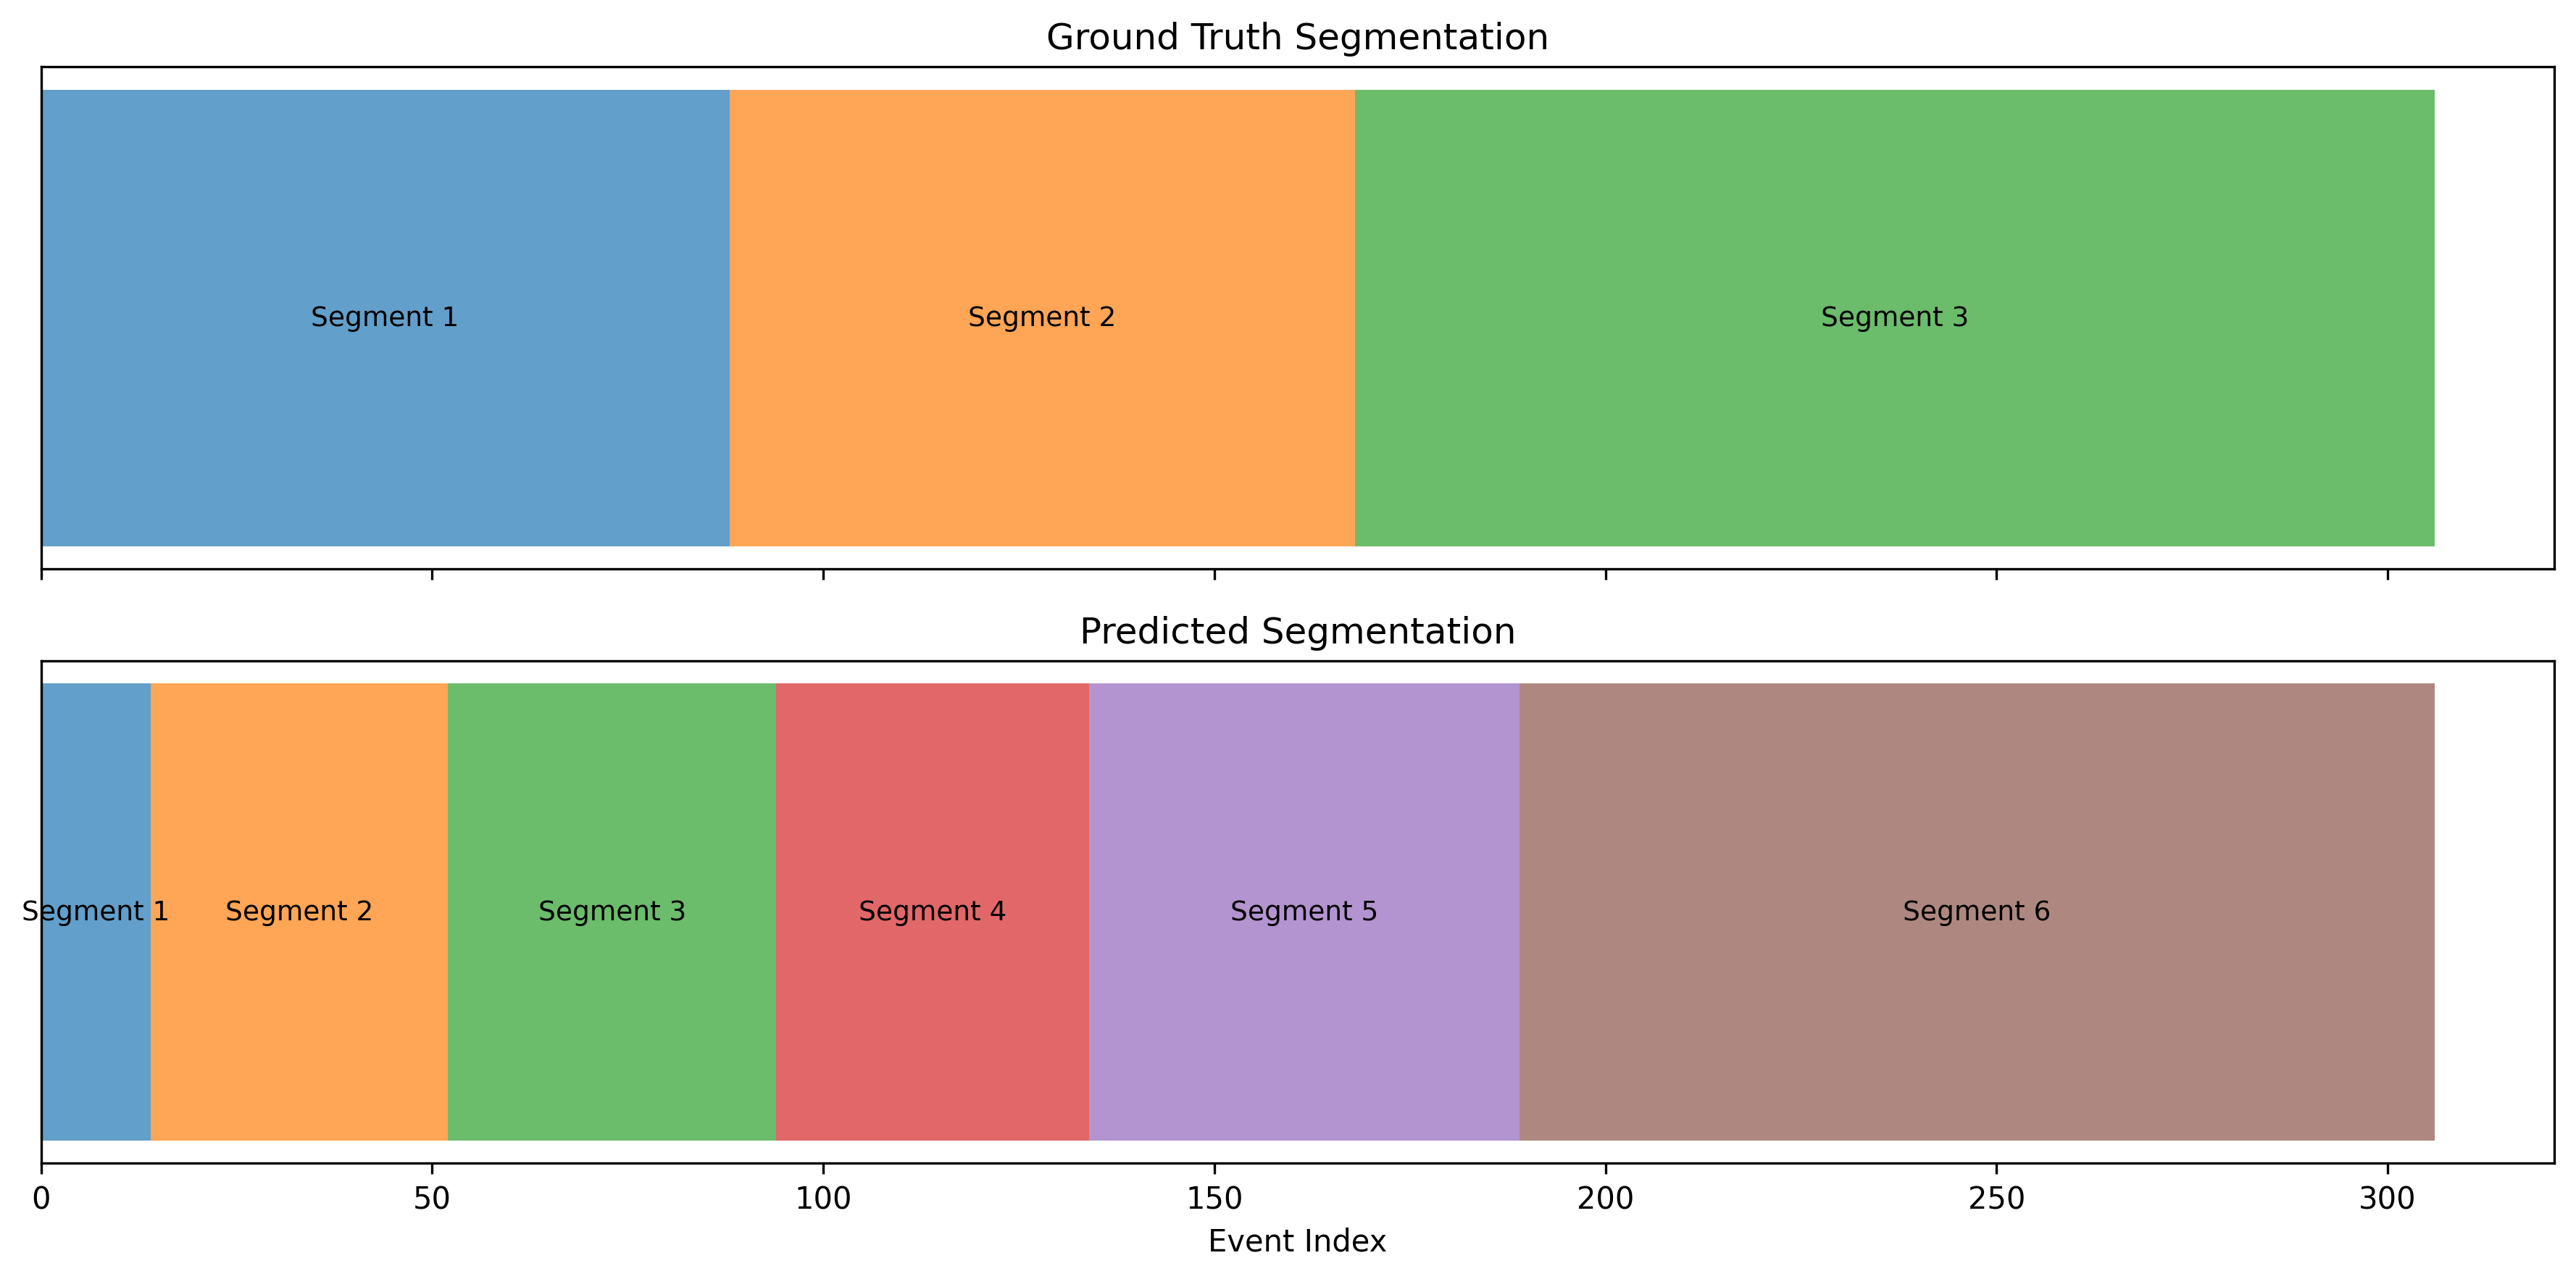 Ground Truth Segmentation
Segment 1 Segment 2 Segment 3
Predicted Segmentation
Segment 1 Segment 2 Segment 3 Segment 4 Segment 5 Segment 6
0 50 100 150 200 250 300
Event Index